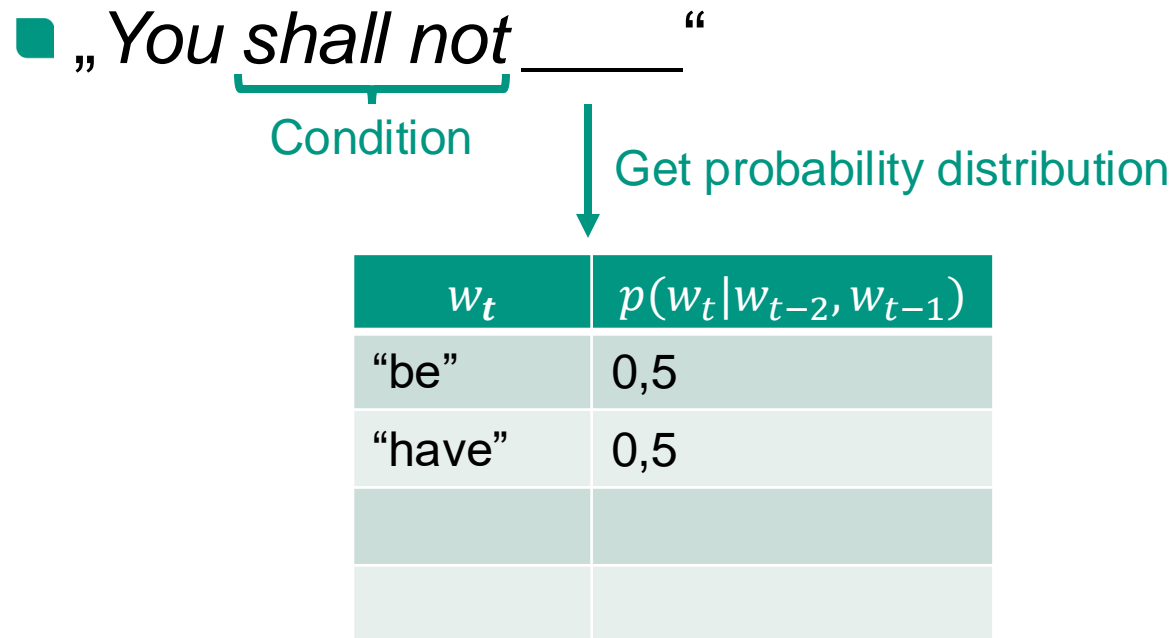 „You shall not _____“
Condition
Get probability distribution
w_t p(w_t|w_{t−2}, w_{t−1})
“be” 0,5
“have” 0,5